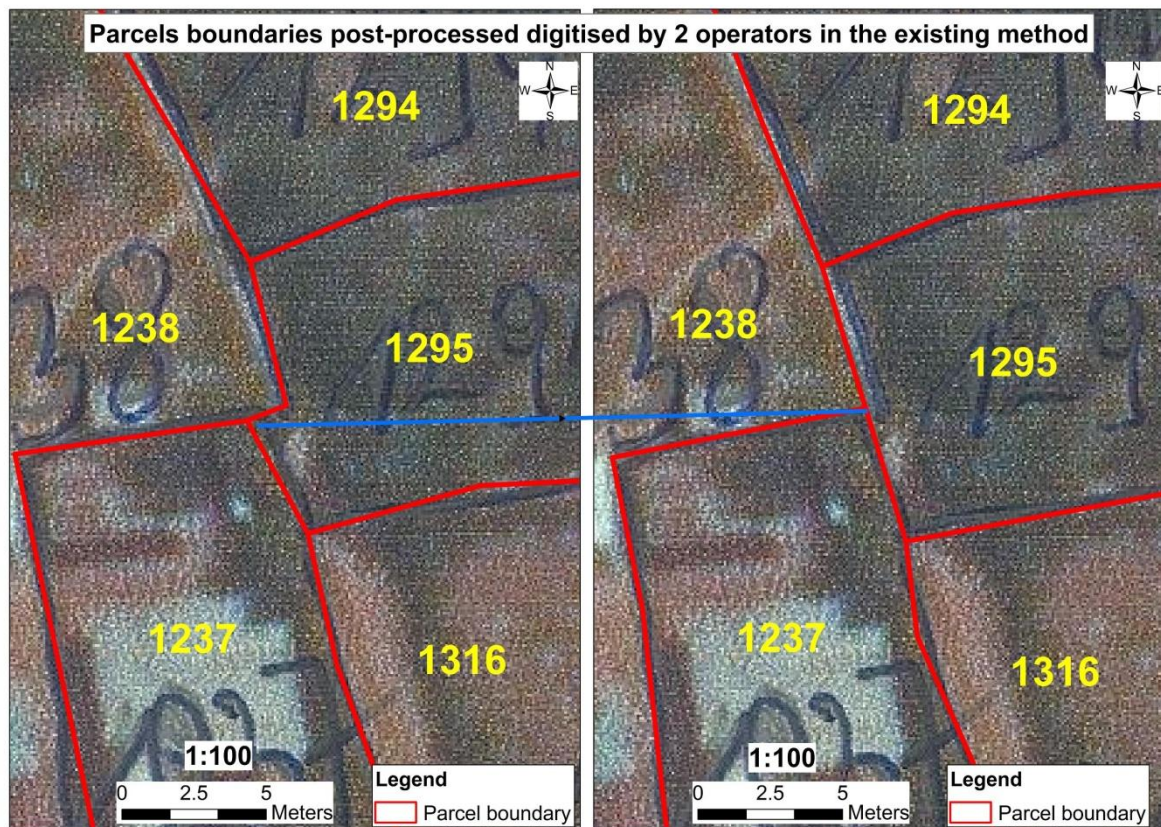 Parcels boundaries post-processed digitised by 2 operators in the existing method
N
W E
S
1294
1238
1295
1237
1316
1:100
0 2.5 5
Meters
Legend
Parcel boundary
N
W E
S
1294
1238
1295
1237
1316
1:100
0 2.5 5
Meters
Legend
Parcel boundary